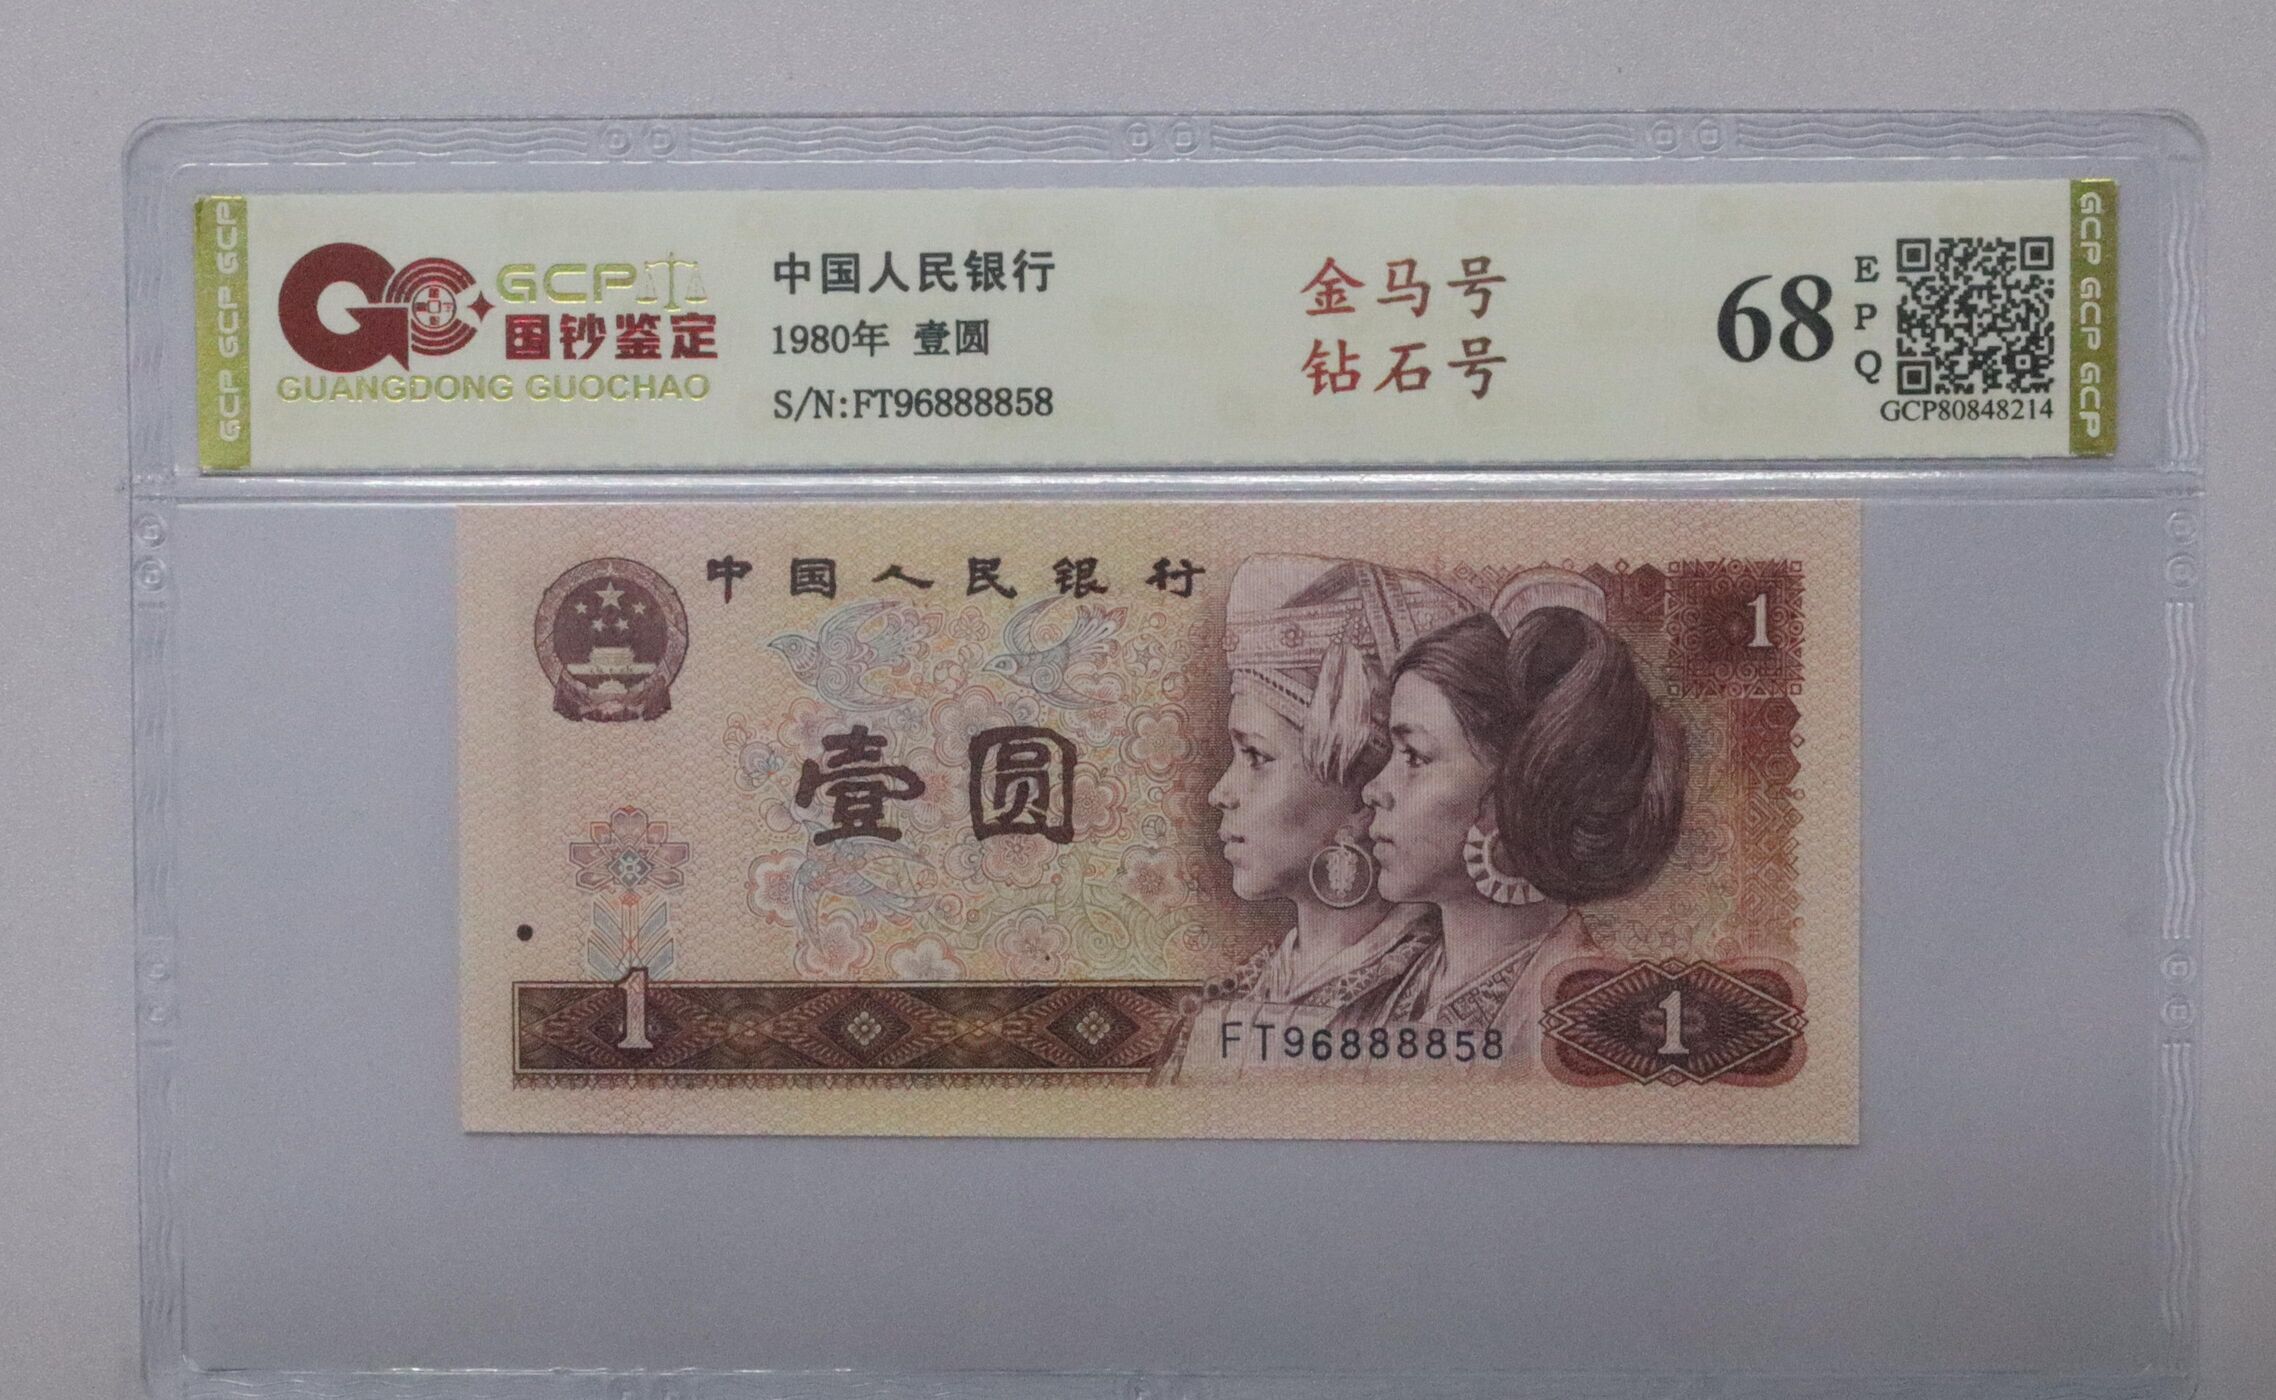 GCP
国钞鉴定
GUANGDONG GUOCHAO
中国人民银行
1980年 壹圆
S/N:FT96888858
金马号
钻石号
68
EPQ
GCP80848214
GCP GCP GCP
GCP GCP GCP
中国人民银行
1
壹圆
1
FT96888858
1